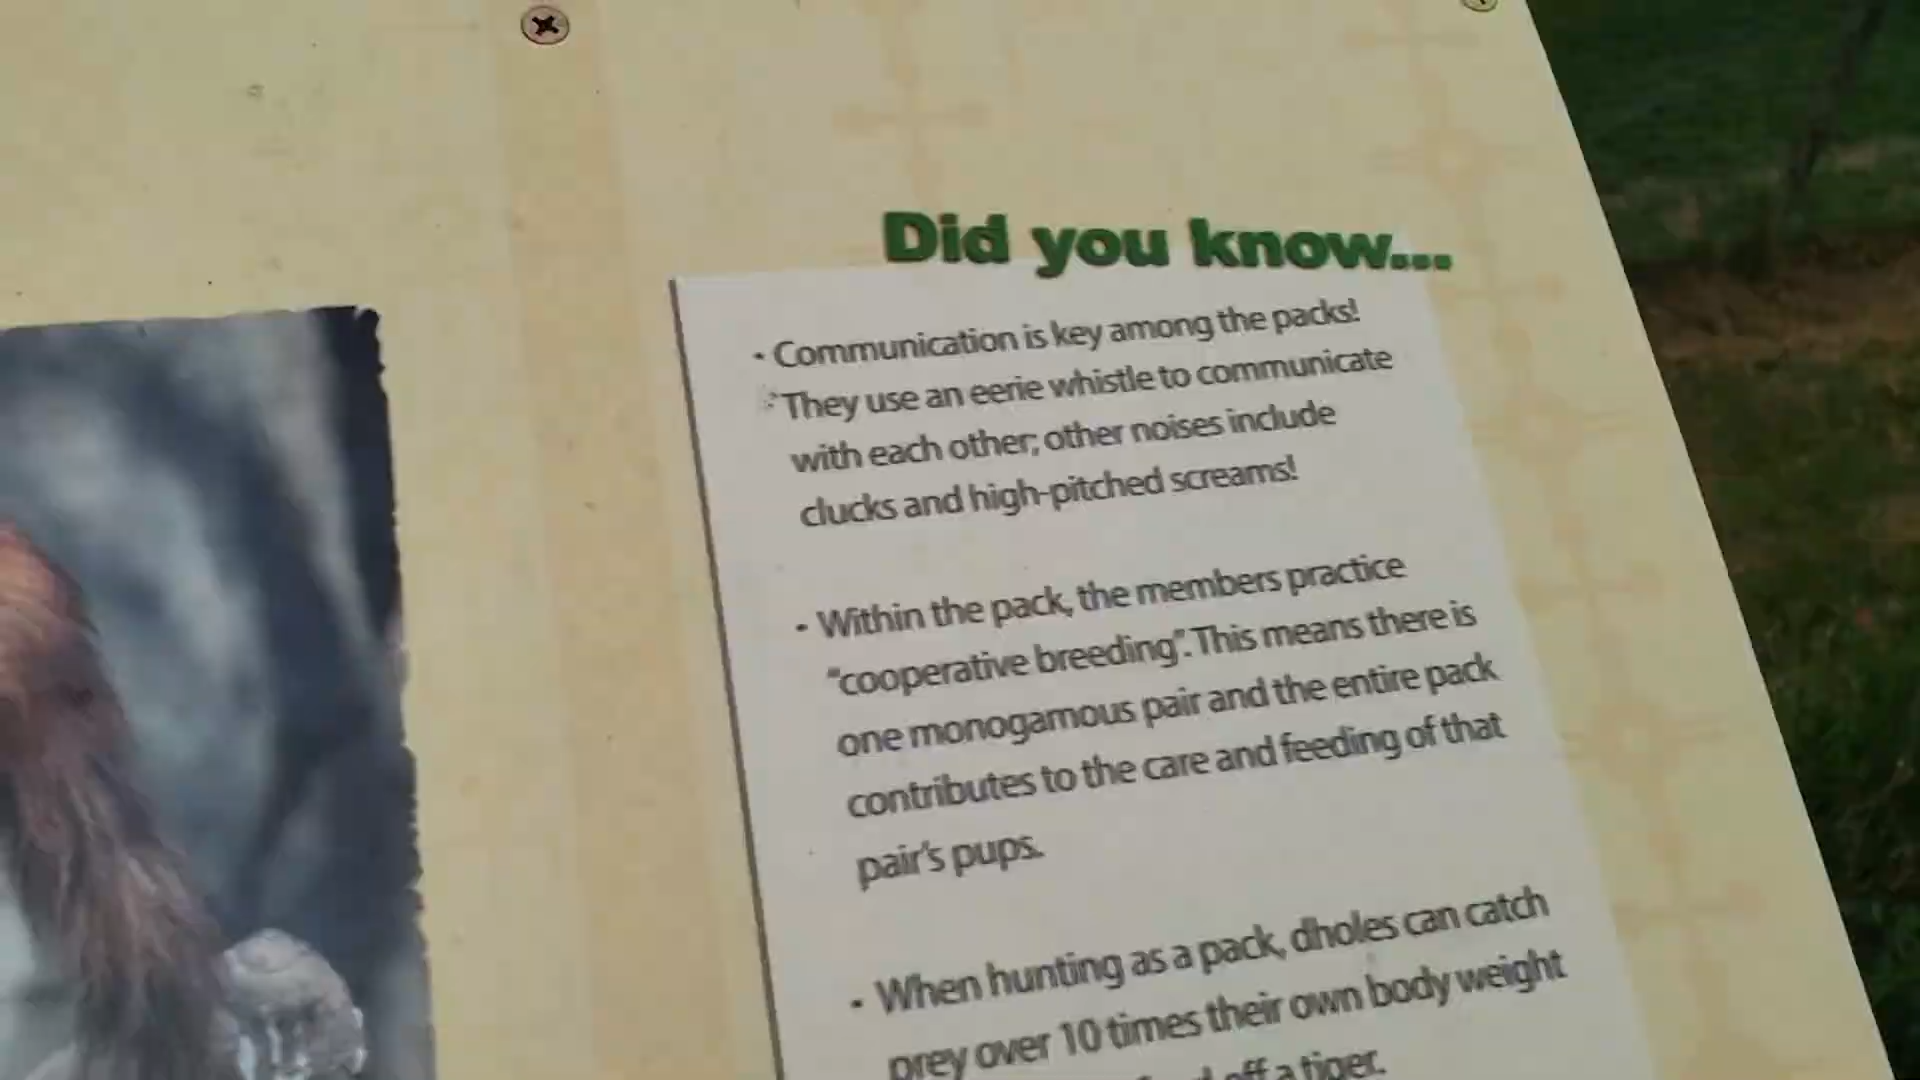 Did you know...
• Communication is key among the packs!
They use an eerie whistle to communicate
with each other; other noises include
clucks and high-pitched screams!
• Within the pack, the members practice
"cooperative breeding". This means there is
one monogamous pair and the entire pack
contributes to the care and feeding of that
pair's pups.
• When hunting as a pack, dholes can catch
prey over 10 times their own body weight
off a tiger.